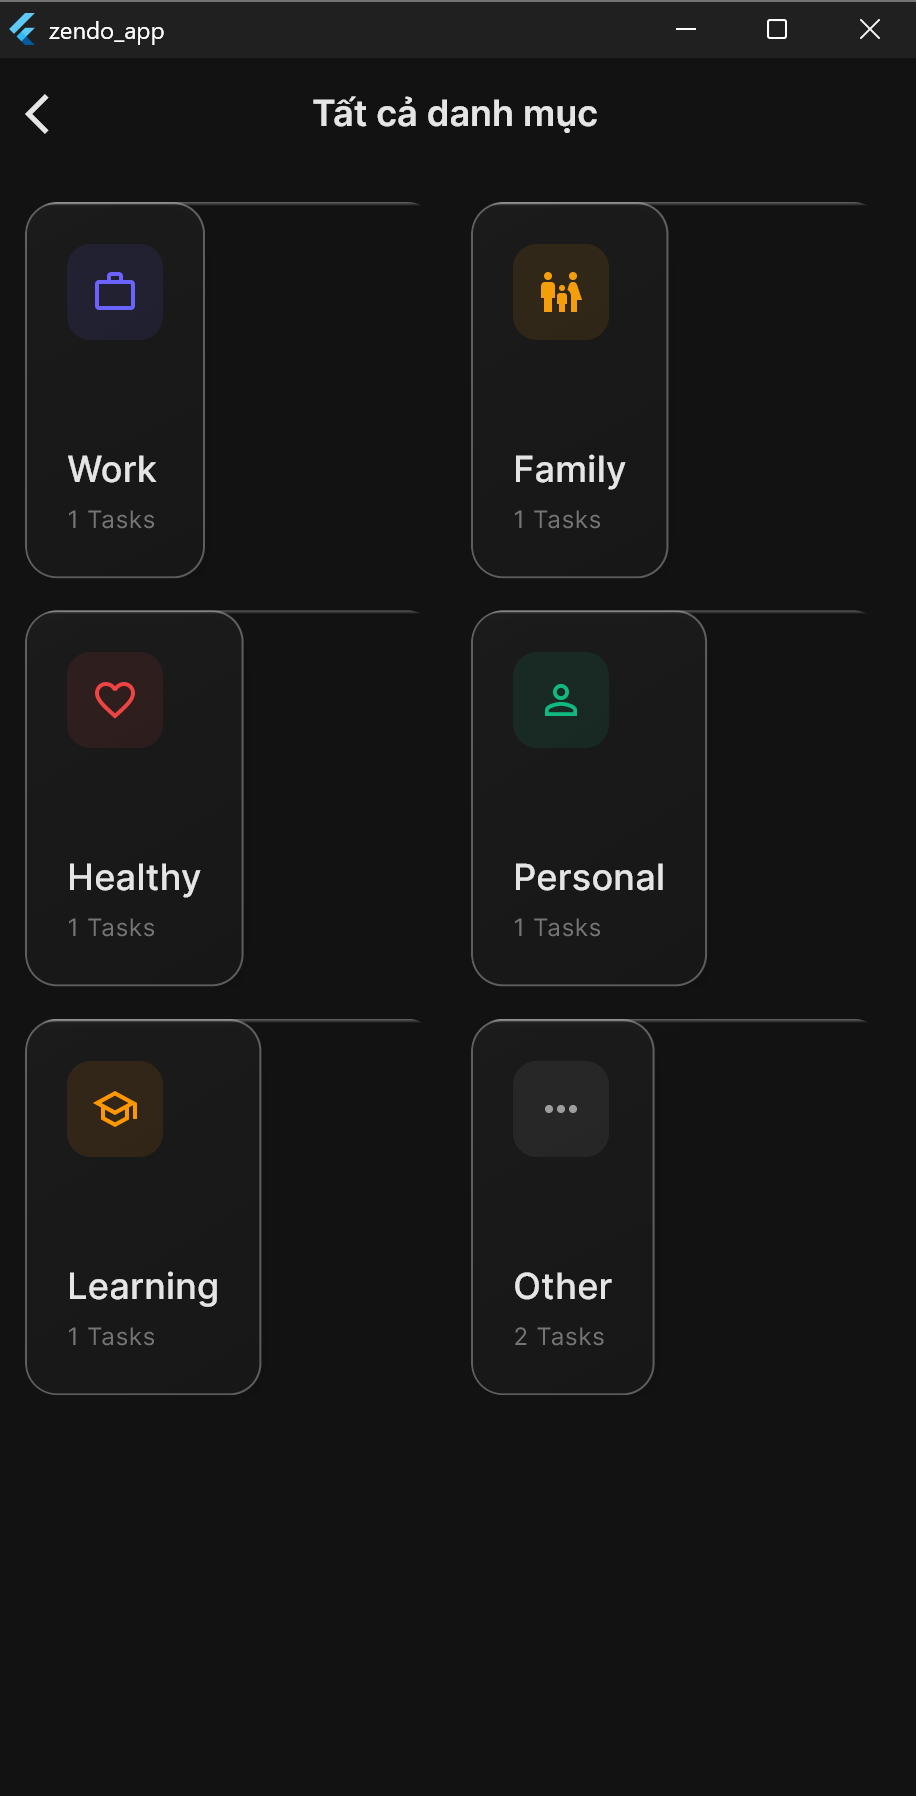 zendo_app
Tất cả danh mục
Work
1 Tasks
Family
1 Tasks
Healthy
1 Tasks
Personal
1 Tasks
Learning
1 Tasks
Other
2 Tasks